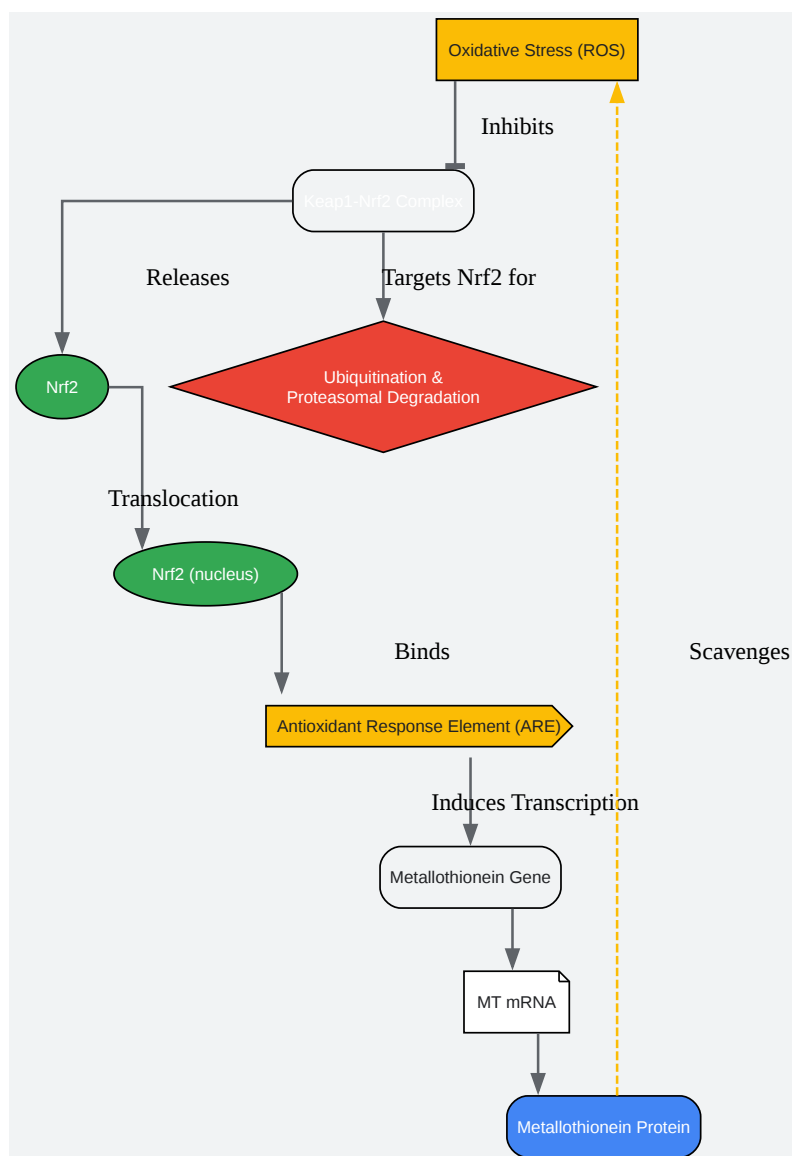 Oxidative Stress (ROS)
Inhibits
Keap1-Nrf2 Complex
Releases
Targets Nrf2 for
Ubiquitination &
Proteasomal Degradation
Nrf2
Translocation
Nrf2 (nucleus)
Binds
Scavenges
Antioxidant Response Element (ARE)
Induces Transcription
Metallothionein Gene
MT mRNA
Metallothionein Protein